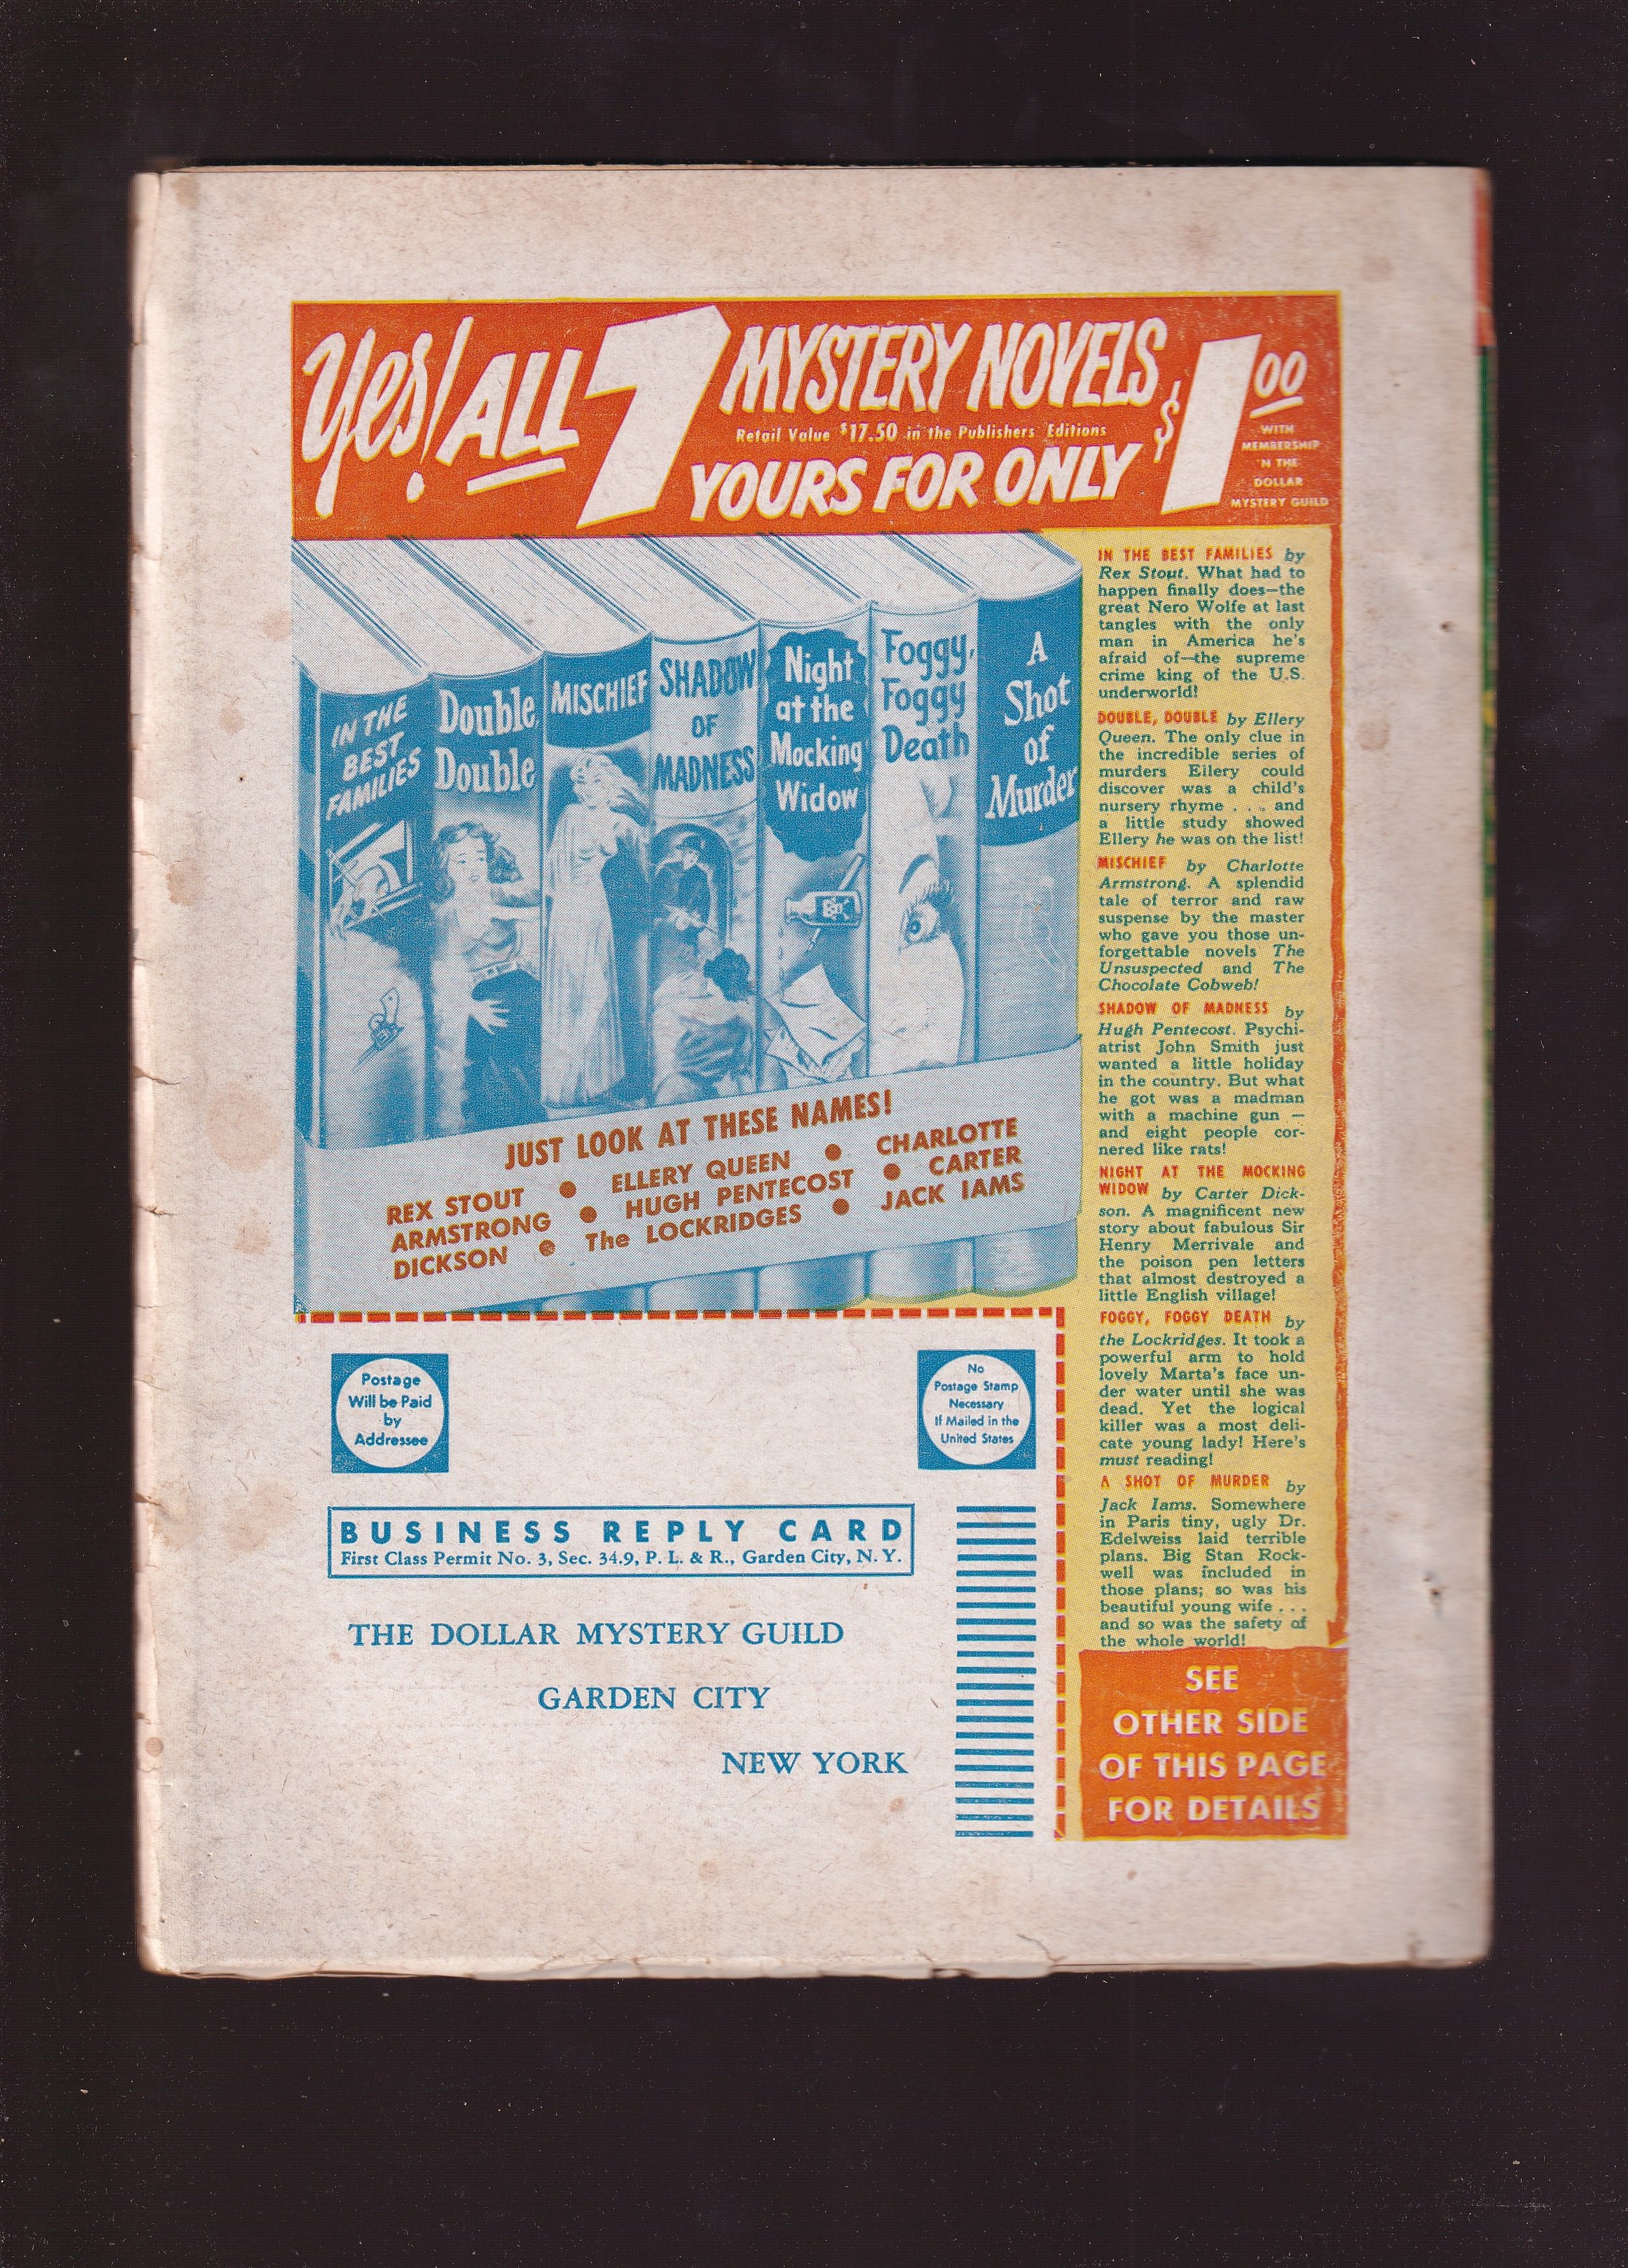 Yes! ALL 7 MYSTERY NOVELS
Retail Value $17.50 in the Publishers' Editions
YOURS FOR ONLY $1.00
WITH
MEMBERSHIP
'N THE
DOLLAR
MYSTERY GUILD
IN THE BEST FAMILIES
Double, Double
MISCHIEF
SHADOW OF MADNESS
Night at the Mocking Widow
Foggy, Foggy Death
A Shot of Murder
JUST LOOK AT THESE NAMES!
REX STOUT • ELLERY QUEEN • CHARLOTTE
ARMSTRONG • HUGH PENTECOST • CARTER
DICKSON • The LOCKRIDGES • JACK IAMS
IN THE BEST FAMILIES by
Rex Stout. What had to
happen finally does—the
great Nero Wolfe at last
tangles with the only
man in America he's
afraid of—the supreme
crime king of the U.S.
underworld!
DOUBLE, DOUBLE by Ellery
Queen. The only clue in
the incredible series of
murders Ellery could
discover was a child's
nursery rhyme . . . and
a little study showed
Ellery he was on the list!
MISCHIEF by Charlotte
Armstrong. A splendid
tale of terror and raw
suspense by the master
who gave you those un-
forgettable novels The
Unsuspected and The
Chocolate Cobweb!
SHADOW OF MADNESS by
Hugh Pentecost. Psychi-
atrist John Smith just
wanted a little holiday
in the country. But what
he got was a madman
with a machine gun —
and eight people cor-
nered like rats!
NIGHT AT THE MOCKING
WIDOW by Carter Dick-
son. A magnificent new
story about fabulous Sir
Henry Merrivale and
the poison pen letters
that almost destroyed a
little English village!
FOGGY, FOGGY DEATH by
the Lockridges. It took a
powerful arm to hold
lovely Marta's face un-
der water until she was
dead. Yet the logical
killer was a most deli-
cate young lady! Here's
must reading!
A SHOT OF MURDER by
Jack Iams. Somewhere
in Paris tiny, ugly Dr.
Edelweiss laid terrible
plans. Big Stan Rock-
well was included in
those plans; so was his
beautiful young wife . . .
and so was the safety of
the whole world!
SEE
OTHER SIDE
OF THIS PAGE
FOR DETAILS
Postage
Will be Paid
by
Addressee
No
Postage Stamp
Necessary
If Mailed in the
United States
BUSINESS REPLY CARD
First Class Permit No. 3, Sec. 34.9, P. L. & R., Garden City, N. Y.
THE DOLLAR MYSTERY GUILD
GARDEN CITY
NEW YORK